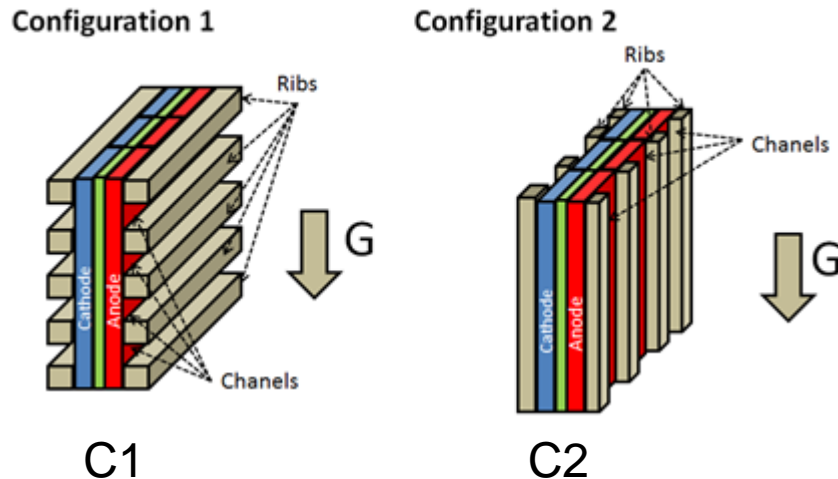 Configuration 1
Ribs
G
Cathode
Anode
Chanels
C1
Configuration 2
Ribs
Chanels
G
Cathode
Anode
C2